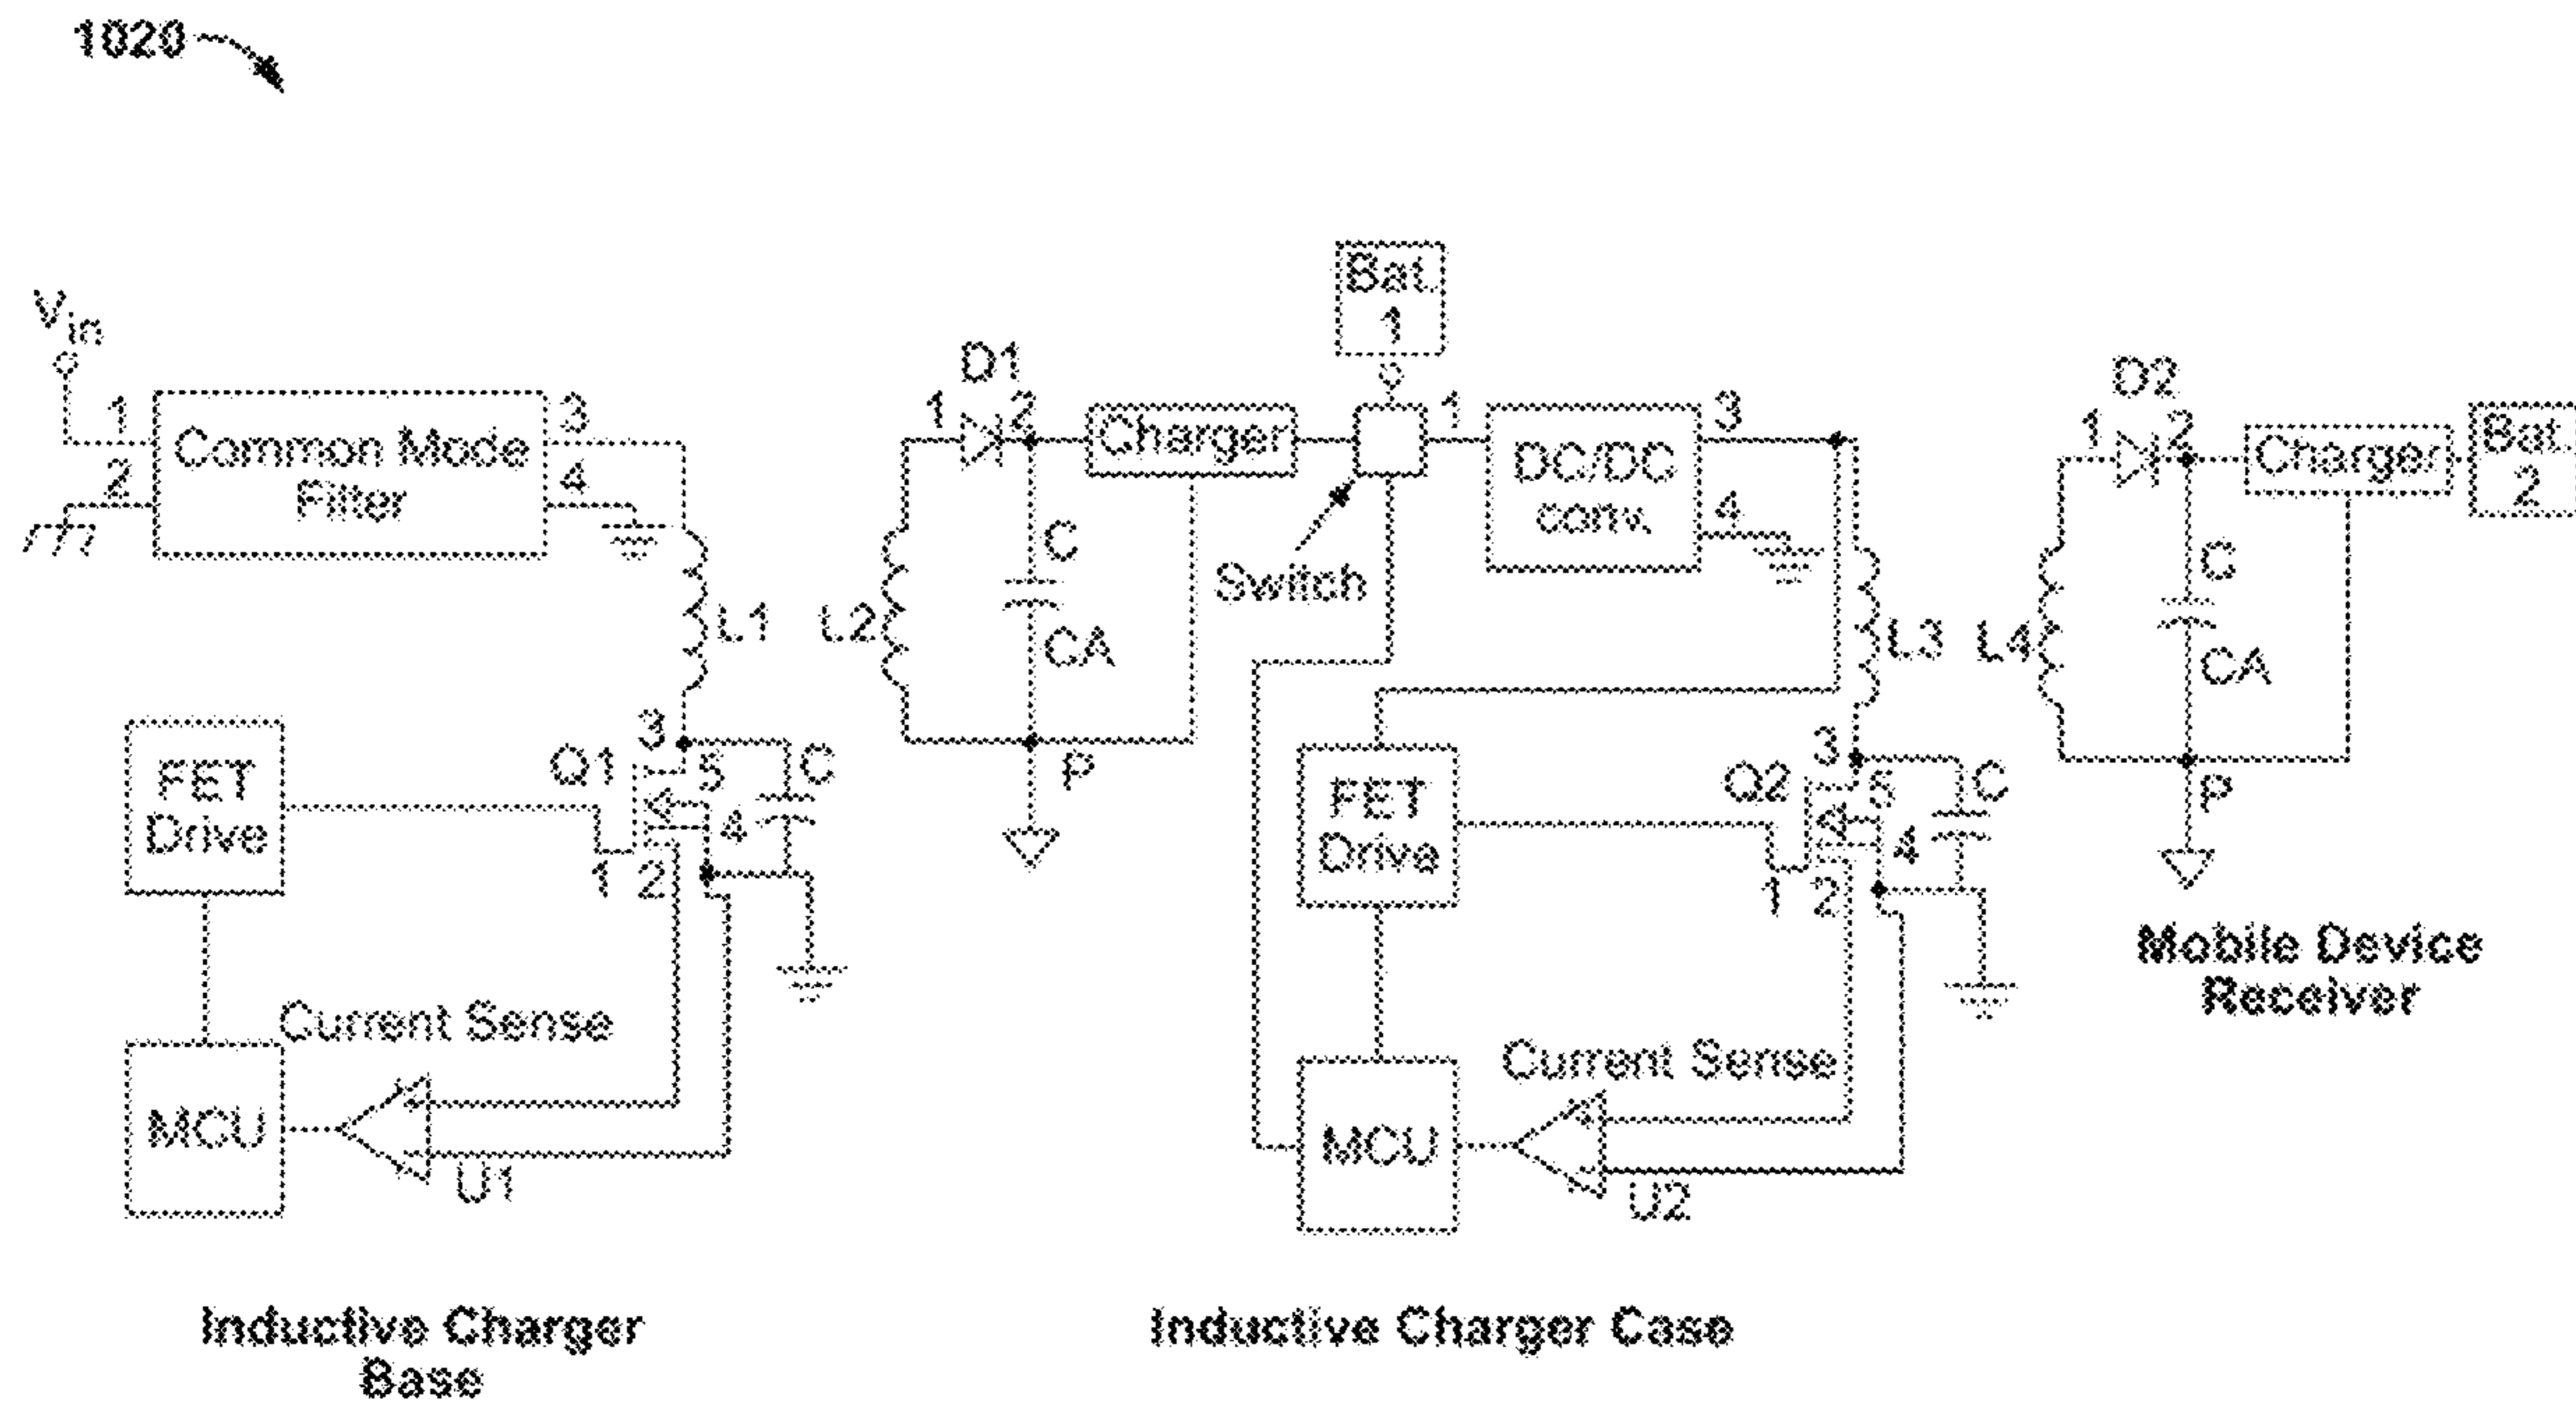 1020
Vin
1
2
Common Mode
Filter
3
4
L1
FET
Drive
Q1
3
5
4
C
1 2
Current Sense
MCU
U1
Inductive Charger
Base
L2
1
D1
2
C
CA
P
Charger
Switch
Bat.
1
1
DC/DC
conv.
3
4
L3
FET
Drive
Q2
3
5
4
C
1 2
Current Sense
MCU
U2
Inductive Charger Case
L4
1
D2
2
C
CA
P
Charger
Bat.
2
Mobile Device
Receiver